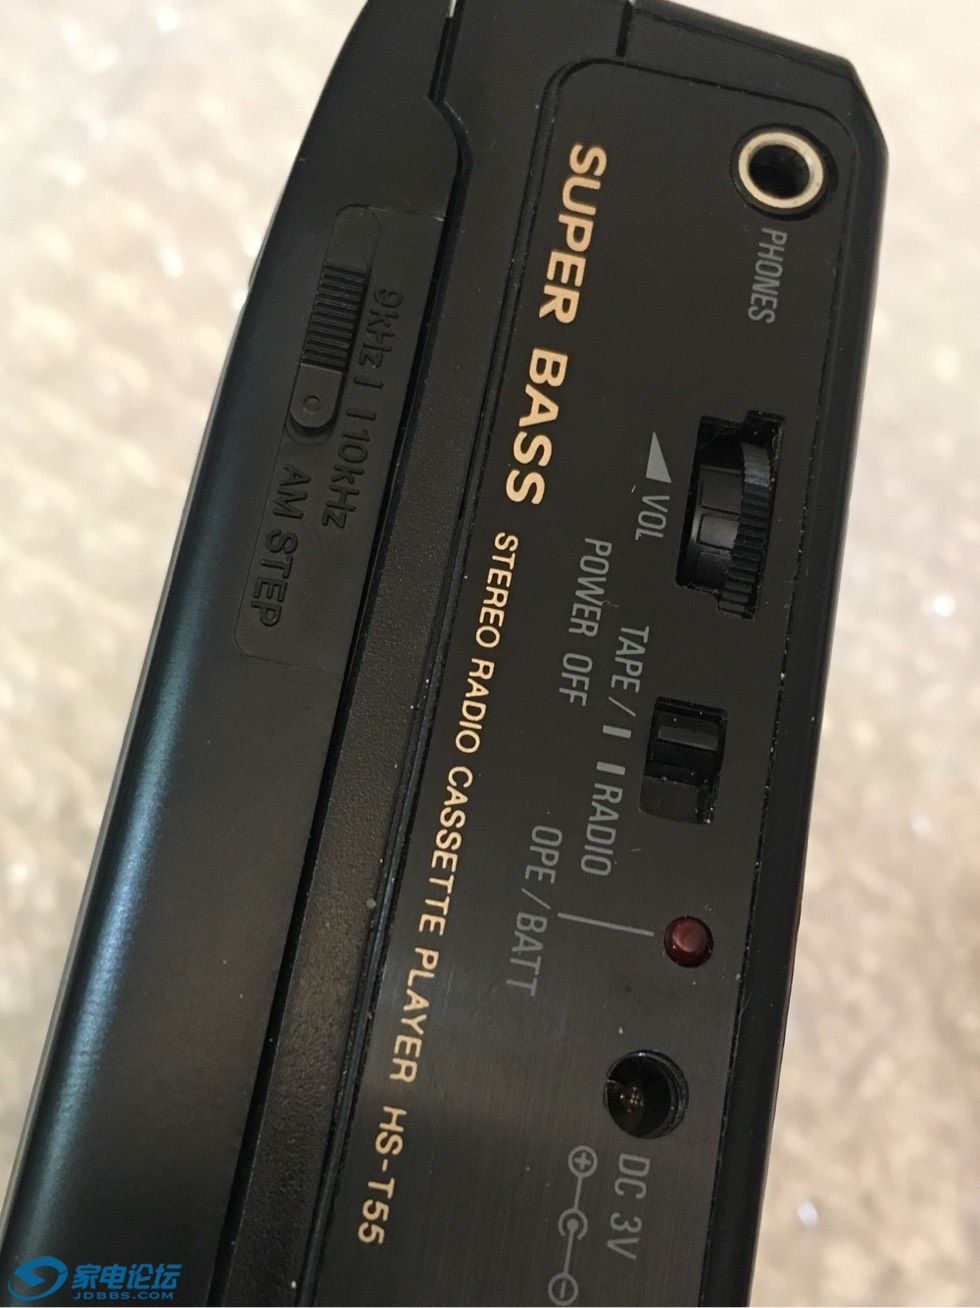 PHONES
VOL
TAPE/
POWER OFF
RADIO
OPE/BATT
DC 3V
SUPER BASS STEREO RADIO CASSETTE PLAYER HS-T55
9kHz 10kHz
AM STEP
家电论坛
JDBBS.COM